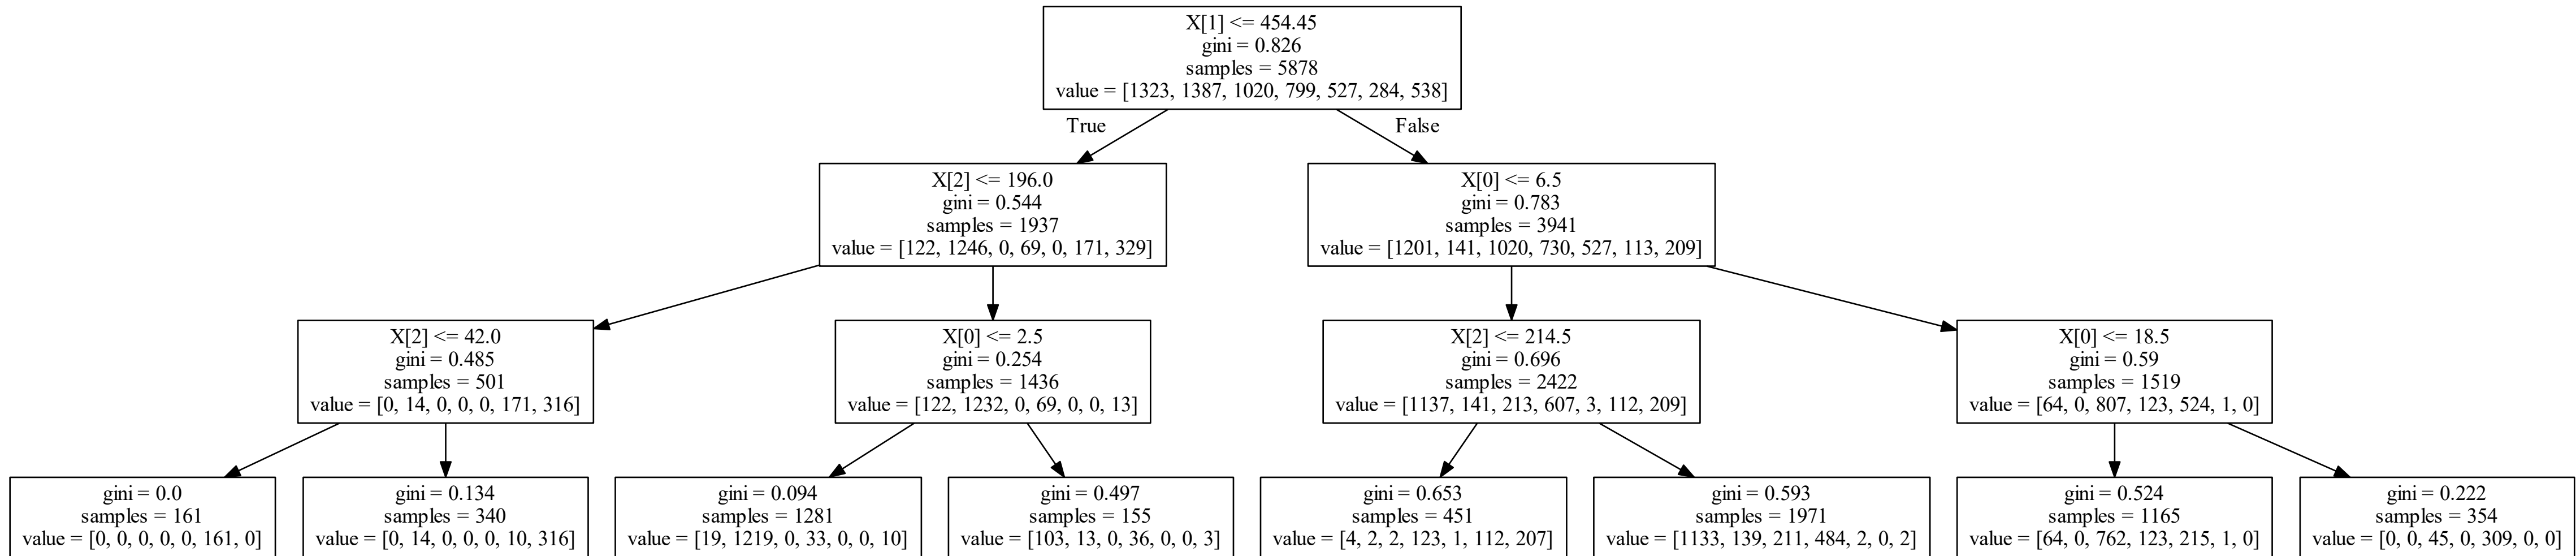 X[1] <= 454.45
gini = 0.826
samples = 5878
value = [1323, 1387, 1020, 799, 527, 284, 538]
True
False
X[2] <= 196.0
gini = 0.544
samples = 1937
value = [122, 1246, 0, 69, 0, 171, 329]
X[0] <= 6.5
gini = 0.783
samples = 3941
value = [1201, 141, 1020, 730, 527, 113, 209]
X[2] <= 42.0
gini = 0.485
samples = 501
value = [0, 14, 0, 0, 0, 171, 316]
X[0] <= 2.5
gini = 0.254
samples = 1436
value = [122, 1232, 0, 69, 0, 0, 13]
X[2] <= 214.5
gini = 0.696
samples = 2422
value = [1137, 141, 213, 607, 3, 112, 209]
X[0] <= 18.5
gini = 0.59
samples = 1519
value = [64, 0, 807, 123, 524, 1, 0]
gini = 0.0
samples = 161
value = [0, 0, 0, 0, 0, 161, 0]
gini = 0.134
samples = 340
value = [0, 14, 0, 0, 0, 10, 316]
gini = 0.094
samples = 1281
value = [19, 1219, 0, 33, 0, 0, 10]
gini = 0.497
samples = 155
value = [103, 13, 0, 36, 0, 0, 3]
gini = 0.653
samples = 451
value = [4, 2, 2, 123, 1, 112, 207]
gini = 0.593
samples = 1971
value = [1133, 139, 211, 484, 2, 0, 2]
gini = 0.524
samples = 1165
value = [64, 0, 762, 123, 215, 1, 0]
gini = 0.222
samples = 354
value = [0, 0, 45, 0, 309, 0, 0]